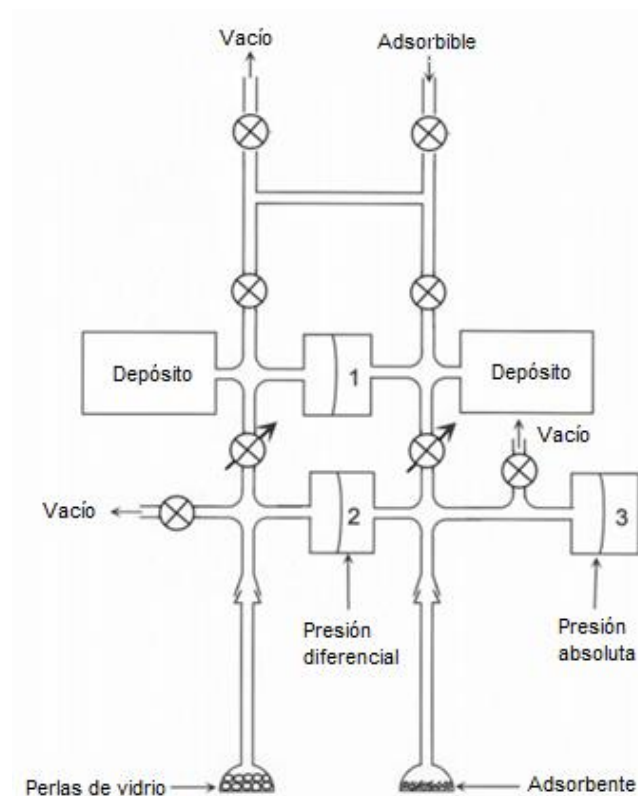 Vacío
Adsorbible
Depósito
1
Depósito
Vacío
Vacío
2
3
Presión
diferencial
Presión
absoluta
Perlas de vidrio
Adsorbente